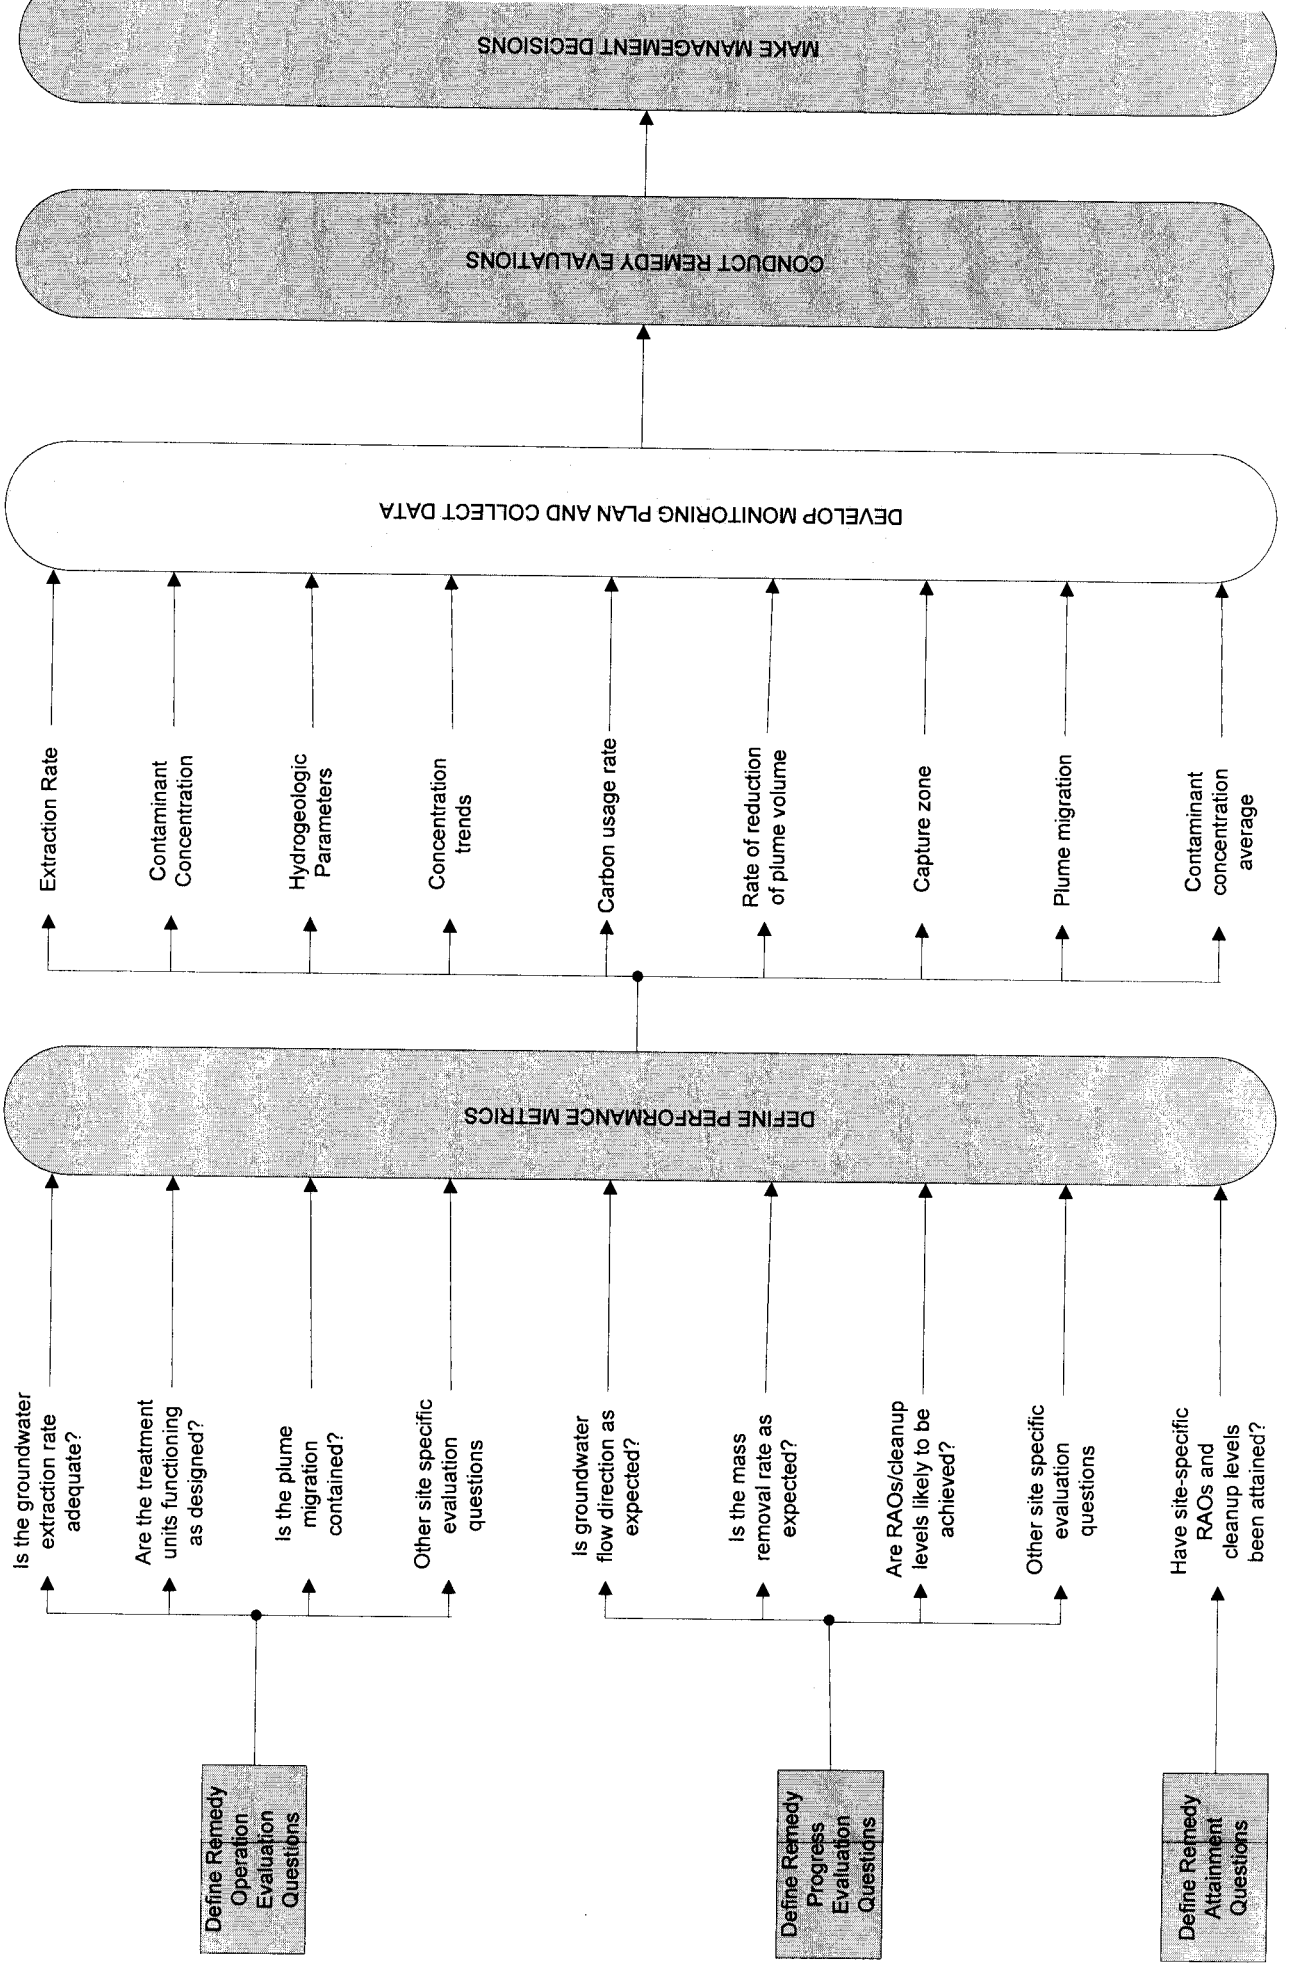 Define Remedy
Operation
Evaluation
Questions
Define Remedy
Progress
Evaluation
Questions
Define Remedy
Attainment
Questions
Is the groundwater
extraction rate
adequate?
Are the treatment
units functioning
as designed?
Is the plume
migration
contained?
Other site specific
evaluation
questions
Is groundwater
flow direction as
expected?
Is the mass
removal rate as
expected?
Are RAOs/cleanup
levels likely to be
achieved?
Other site specific
evaluation
questions
Have site-specific
RAOs and
cleanup levels
been attained?
DEFINE PERFORMANCE METRICS
Extraction Rate
Contaminant
Concentration
Hydrogeologic
Parameters
Concentration
trends
Carbon usage rate
Rate of reduction
of plume volume
Capture zone
Plume migration
Contaminant
concentration
average
DEVELOP MONITORING PLAN AND COLLECT DATA
CONDUCT REMEDY EVALUATIONS
MAKE MANAGEMENT DECISIONS